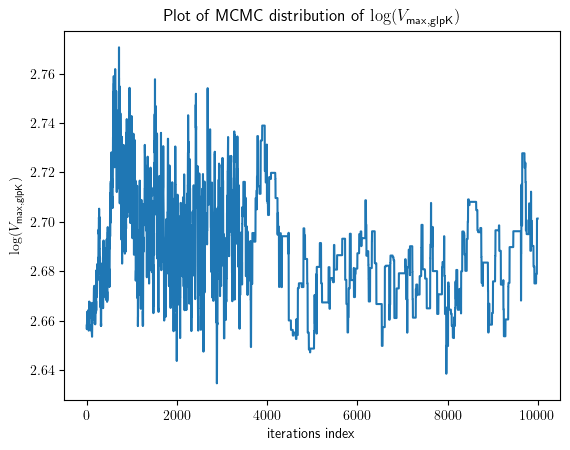 Plot of MCMC distribution of log(V_max,glpK)
log(V_max,glpK)
2.76
2.74
2.72
2.70
2.68
2.66
2.64
0 2000 4000 6000 8000 10000
iterations index